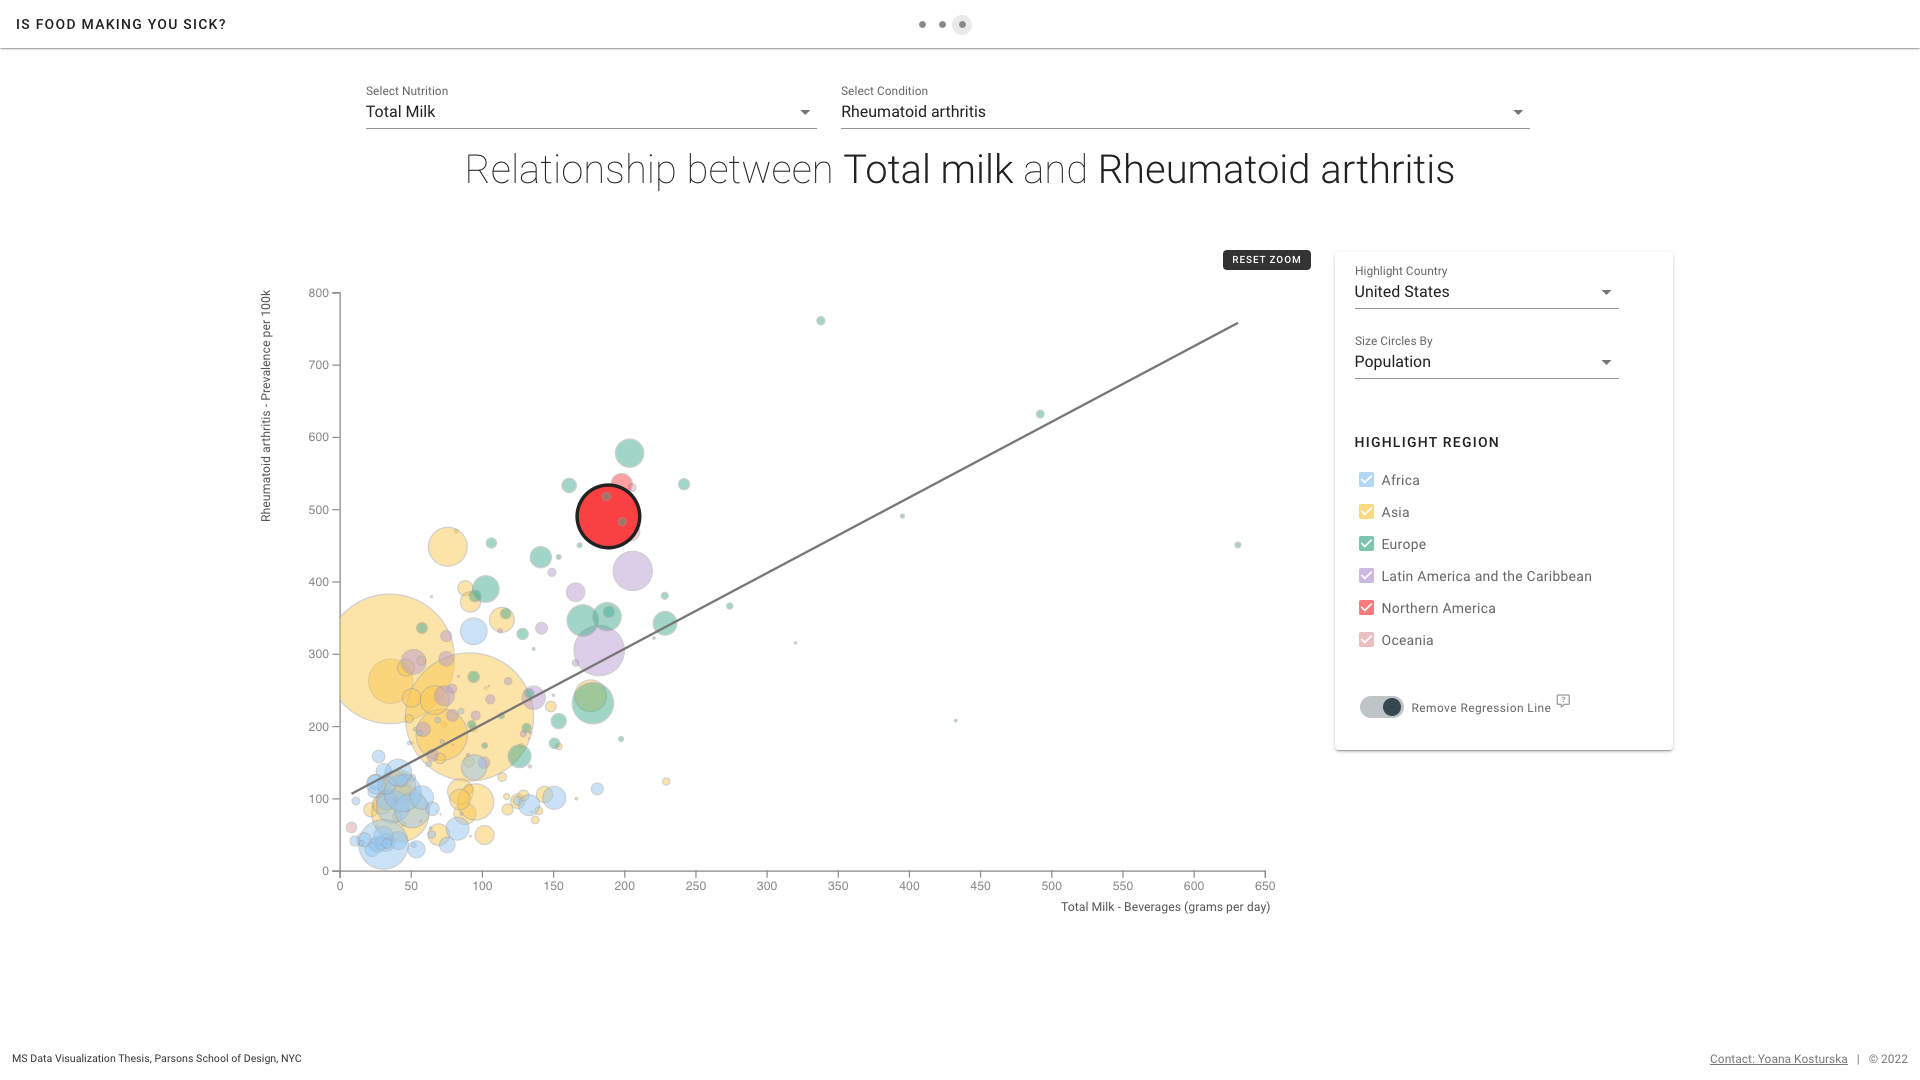 IS FOOD MAKING YOU SICK?
Select Nutrition
Total Milk
Select Condition
Rheumatoid arthritis
Relationship between Total milk and Rheumatoid arthritis
RESET ZOOM
Rheumatoid arthritis - Prevalence per 100k
800
700
600
500
400
300
200
100
0
0 50 100 150 200 250 300 350 400 450 500 550 600 650
Total Milk - Beverages (grams per day)
Highlight Country
United States
Size Circles By
Population
HIGHLIGHT REGION
Africa
Asia
Europe
Latin America and the Caribbean
Northern America
Oceania
Remove Regression Line ?
MS Data Visualization Thesis, Parsons School of Design, NYC
Contact: Yoana Kosturska | © 2022